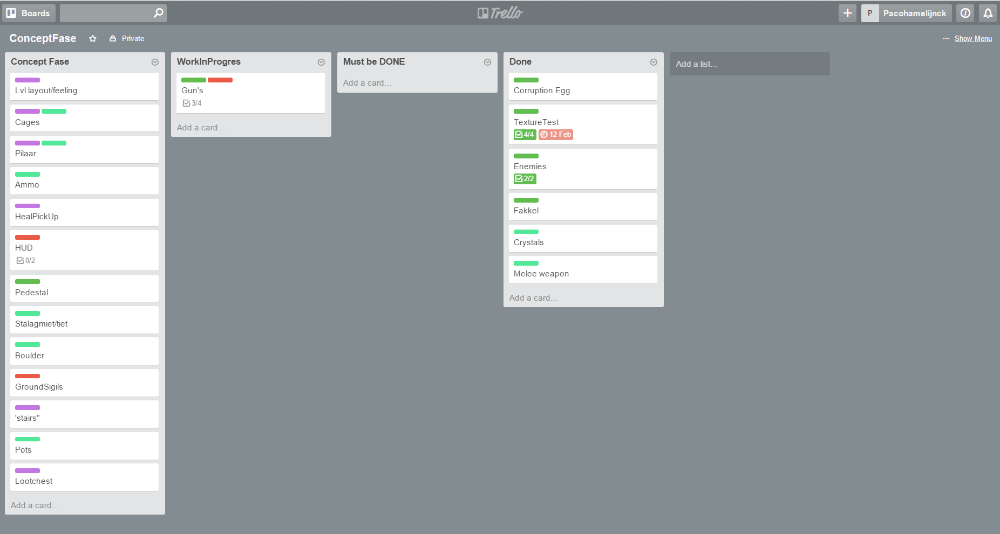 Boards
Trello
P
Pacohamelijnck
ConceptFase
Private
Show Menu
Concept Fase
Lvl layout/feeling
Cages
Pilaar
Ammo
HealPickUp
HUD
0/2
Pedestal
Stalagmiet/tiet
Boulder
GroundSigils
'stairs"
Pots
Lootchest
Add a card…
WorkInProgres
Gun's
3/4
Add a card…
Must be DONE
Add a card…
Done
Corruption Egg
TextureTest
4/4 12 Feb
Enemies
2/2
Fakkel
Crystals
Melee weapon
Add a card…
Add a list…